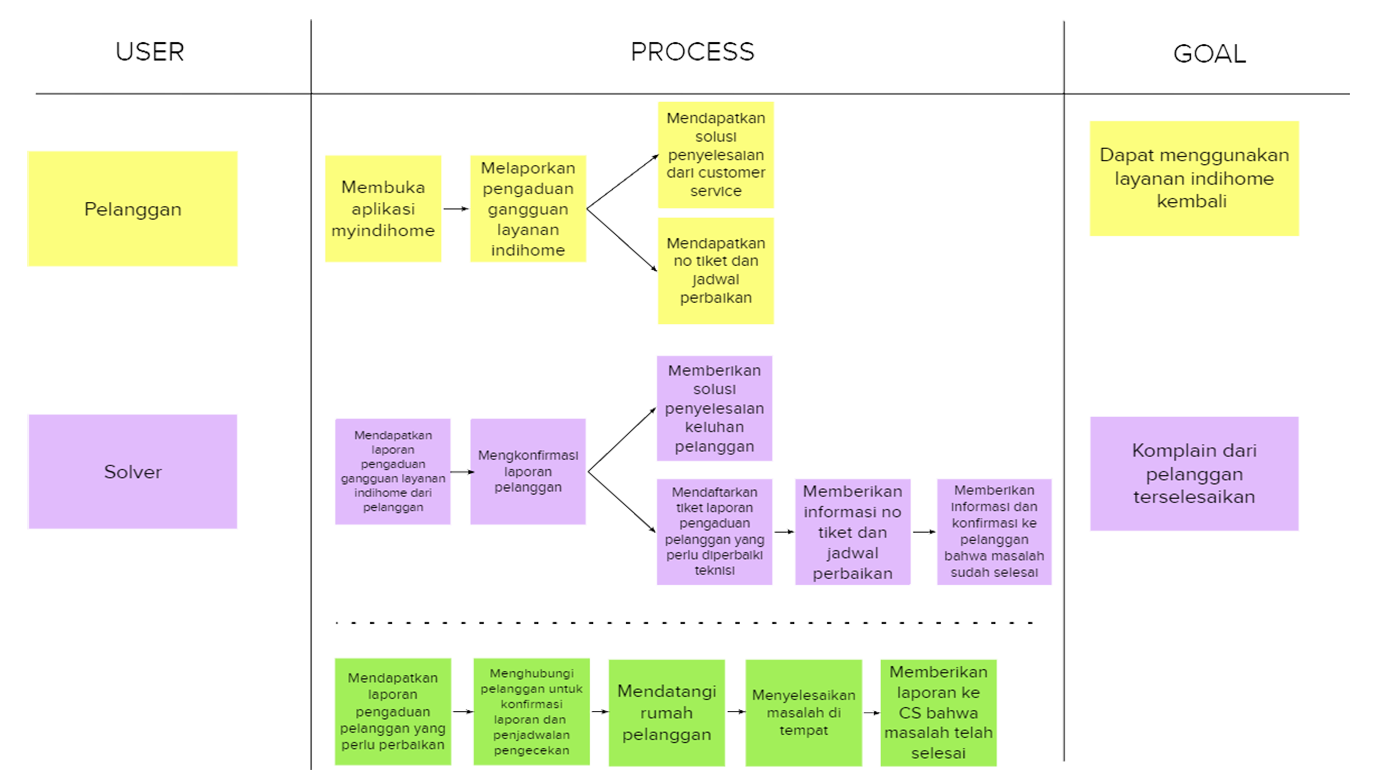 USER
PROCESS
GOAL
Pelanggan
Membuka
aplikasi
myindihome
Melaporkan
pengaduan
gangguan
layanan
indihome
Mendapatkan
solusi
penyelesaian
dari customer
service
Mendapatkan
no tiket dan
jadwal
perbaikan
Dapat menggunakan
layanan indihome
kembali
Solver
Mendapatkan
laporan
pengaduan
gangguan layanan
indihome dari
pelanggan
Mengkonfirmasi
laporan
pelanggan
Memberikan
solusi
penyelesaian
keluhan
pelanggan
Mendaftarkan
tiket laporan
pengaduan
pelanggan yang
perlu diperbaiki
teknisi
Memberikan
informasi no
tiket dan
jadwal
perbaikan
Memberikan
informasi dan
konfirmasi ke
pelanggan
bahwa masalah
sudah selesai
Komplain dari
pelanggan
terselesaikan
Mendapatkan
laporan
pengaduan
pelanggan yang
perlu perbaikan
Menghubungi
pelanggan untuk
konfirmasi
laporan dan
penjadwalan
pengecekan
Mendatangi
rumah
pelanggan
Menyelesaikan
masalah di
tempat
Memberikan
laporan ke
CS bahwa
masalah telah
selesai